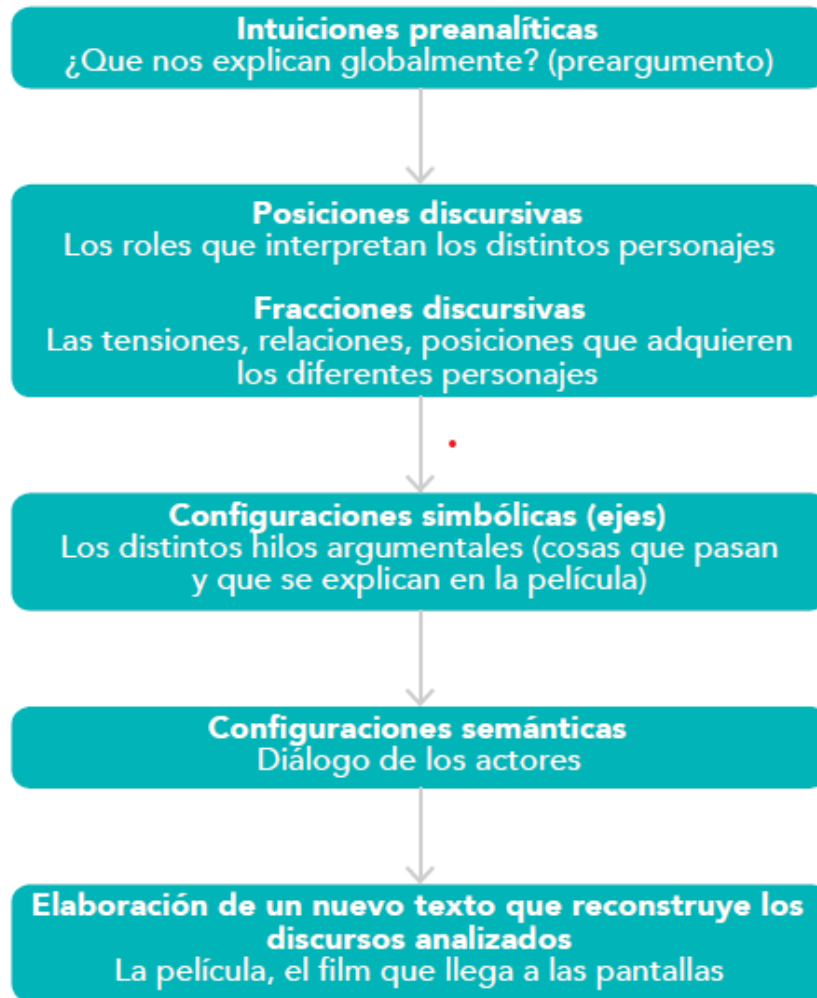 Intuiciones preanalíticas
¿Que nos explican globalmente? (preargumento)
Posiciones discursivas
Los roles que interpretan los distintos personajes
Fracciones discursivas
Las tensiones, relaciones, posiciones que adquieren
los diferentes personajes
Configuraciones simbólicas (ejes)
Los distintos hilos argumentales (cosas que pasan
y que se explican en la película)
Configuraciones semánticas
Diálogo de los actores
Elaboración de un nuevo texto que reconstruye los
discursos analizados
La película, el film que llega a las pantallas